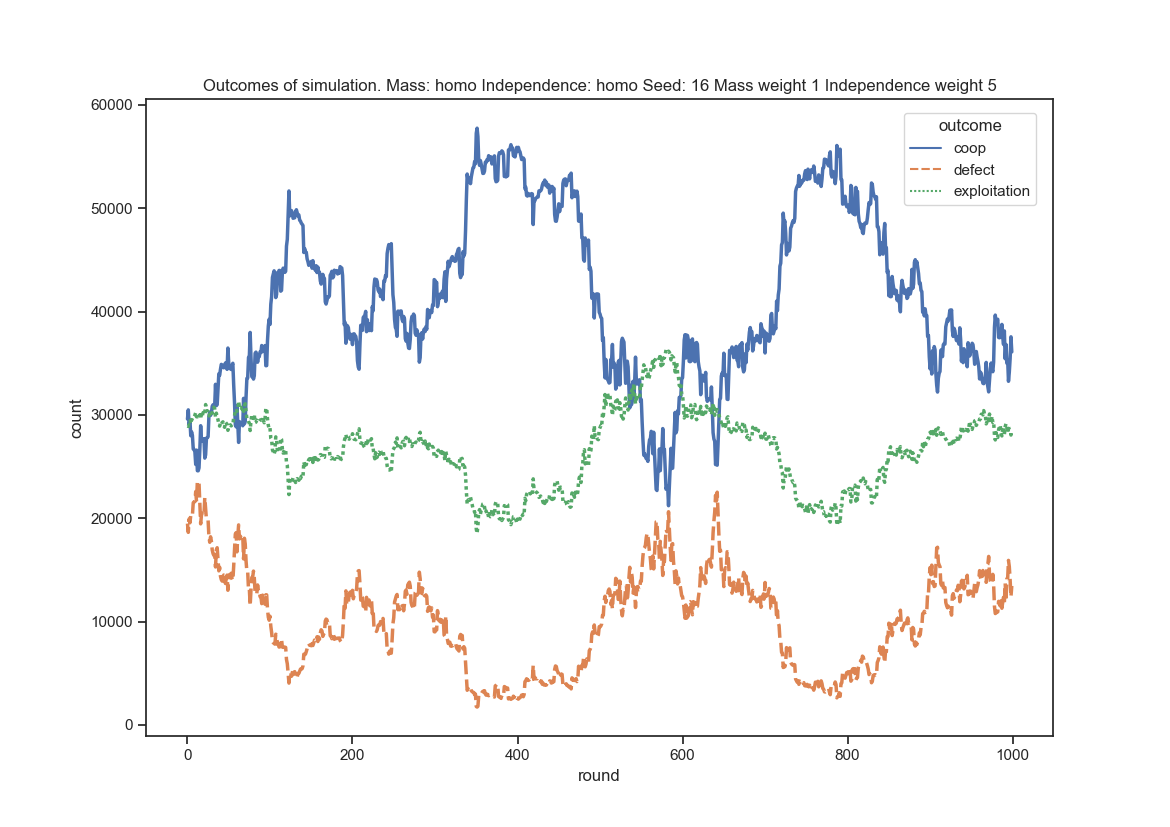 Outcomes of simulation. Mass: homo Independence: homo Seed: 16 Mass weight 1 Independence weight 5
60000
50000
40000
30000
20000
10000
0
count
outcome
coop
defect
exploitation
0 200 400 600 800 1000
round